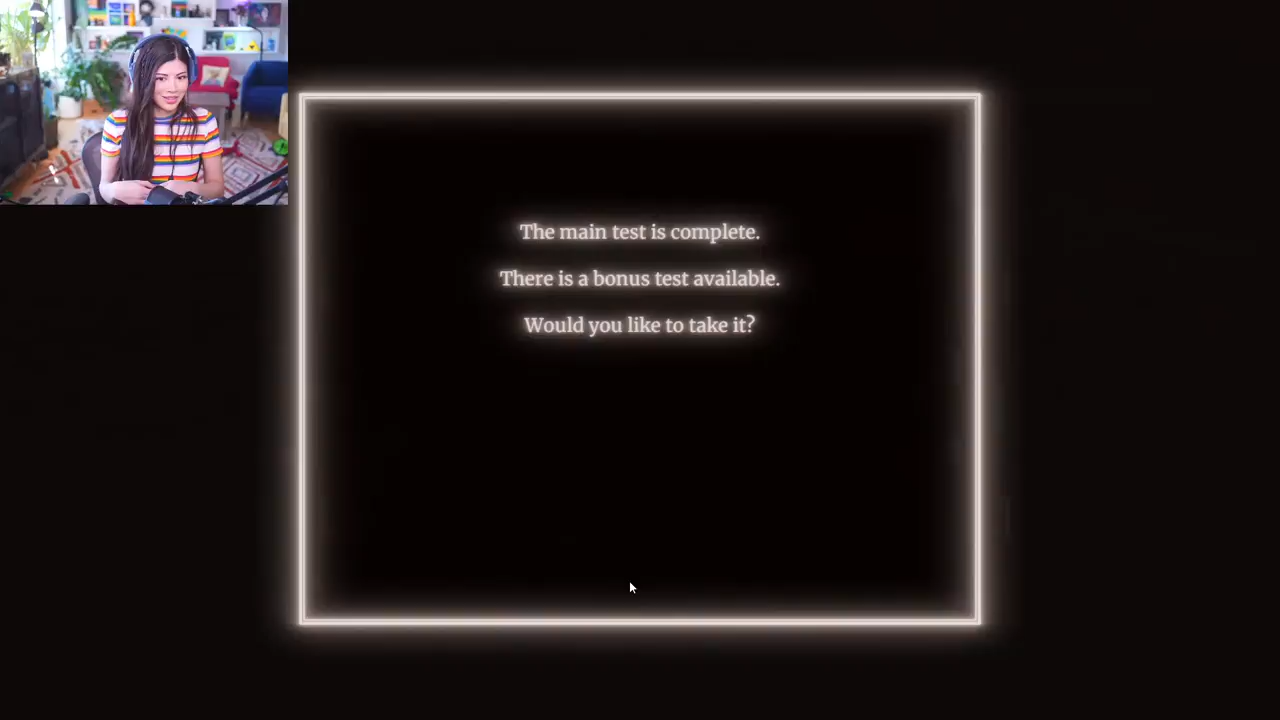 The main test is complete.
There is a bonus test available.
Would you like to take it?